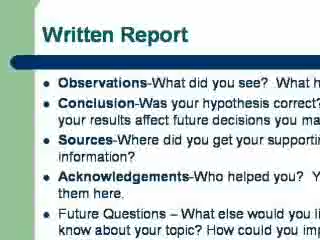 Written Report
Observations-What did you see? What h
Conclusion-Was your hypothesis correct?
your results affect future decisions you ma
Sources-Where did you get your supporti
information?
Acknowledgements-Who helped you? Y
them here.
Future Questions – What else would you li
know about your topic? How could you imp